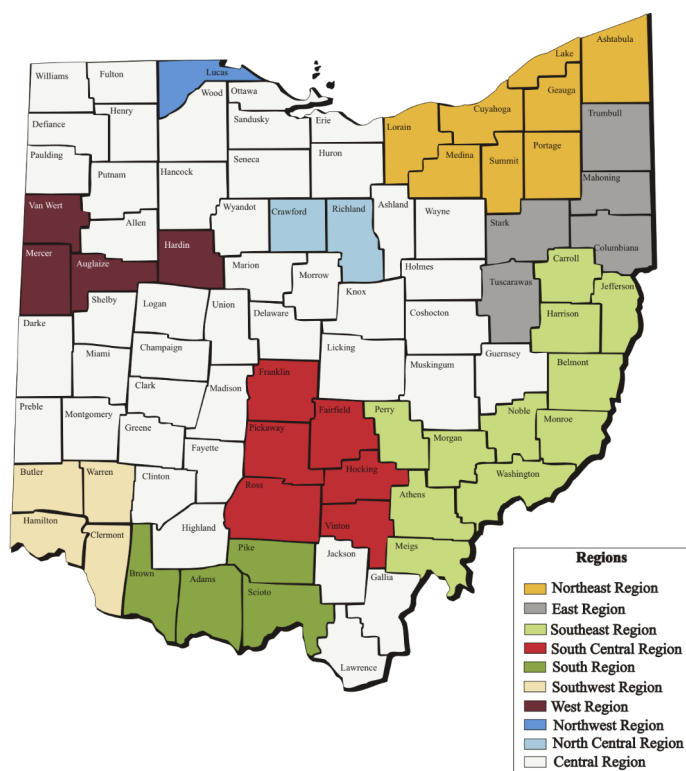 Ashtabula
Lake
Lucas
Fulton
Williams
Geauga
Ottawa
Wood
Henry
Cuyahoga
Trumbull
Sandusky
Erie
Defiance
Lorain
Portage
Huron
Medina
Paulding
Seneca
Summit
Hancock
Putnam
Mahoning
Ashland
Van Wert
Wyandot
Crawford
Richland
Wayne
Stark
Allen
Hardin
Columbiana
Mercer
Carroll
Auglaize
Marion
Holmes
Morrow
Tuscarawas
Jefferson
Knox
Shelby
Logan
Union
Coshocton
Harrison
Delaware
Darke
Champaign
Guernsey
Licking
Miami
Belmont
Muskingum
Franklin
Madison
Clark
Preble
Fairfield
Perry
Noble
Montgomery
Monroe
Greene
Pickaway
Morgan
Fayette
Butler
Warren
Hocking
Washington
Clinton
Ross
Athens
Hamilton
Vinton
Highland
Clermont
Meigs
Pike
Jackson
Brown
Adams
Gallia
Scioto
Lawrence
Regions
Northeast Region
East Region
Southeast Region
South Central Region
South Region
Southwest Region
West Region
Northwest Region
North Central Region
Central Region